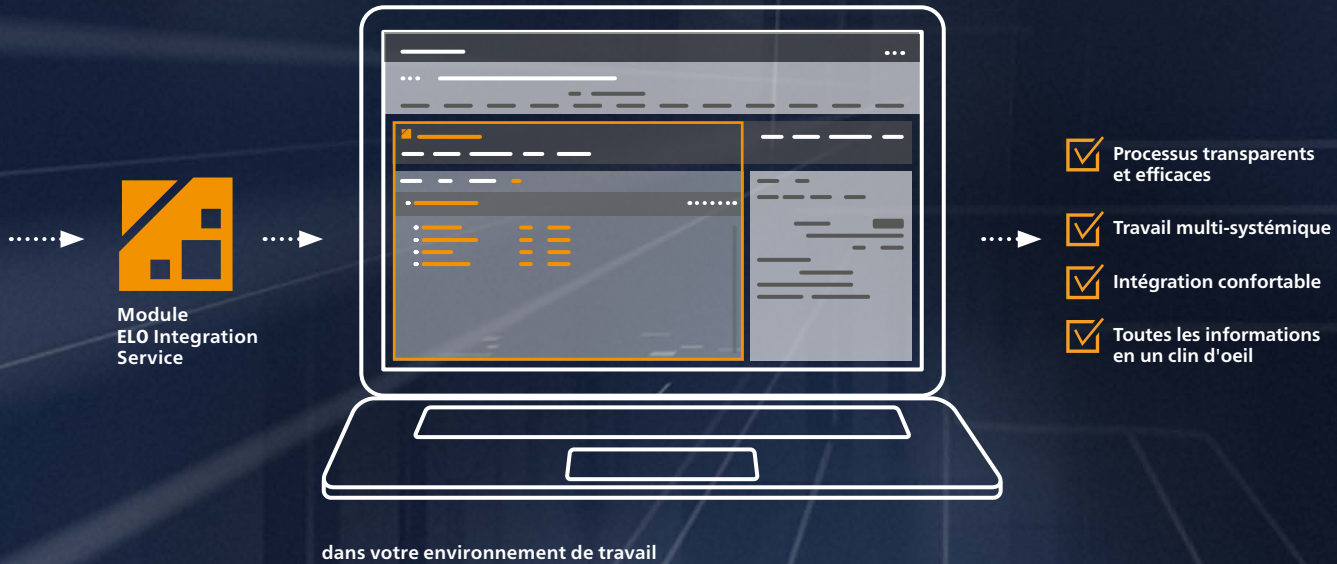 Module
ELO Integration
Service
Processus transparents
et efficaces
Travail multi-systémique
Intégration confortable
Toutes les informations
en un clin d'oeil
dans votre environnement de travail